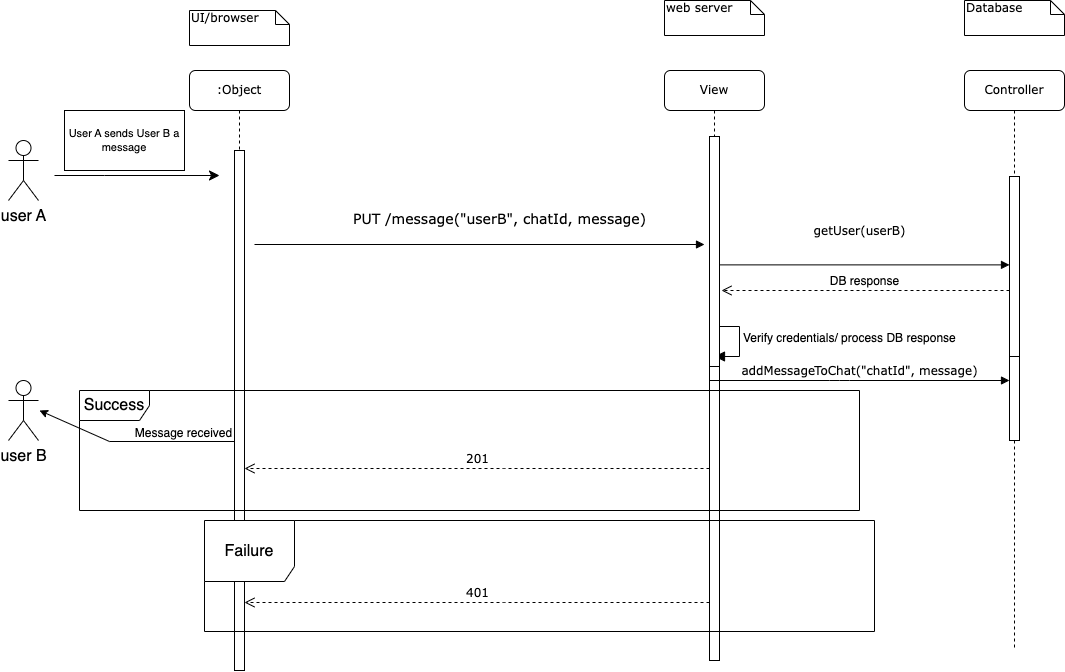 UI/browser
web server
Database
:Object
View
Controller
User A sends User B a
message
user A
PUT /message("userB", chatId, message)
getUser(userB)
DB response
Verify credentials/ process DB response
addMessageToChat("chatId", message)
Success
Message received
user B
201
Failure
401